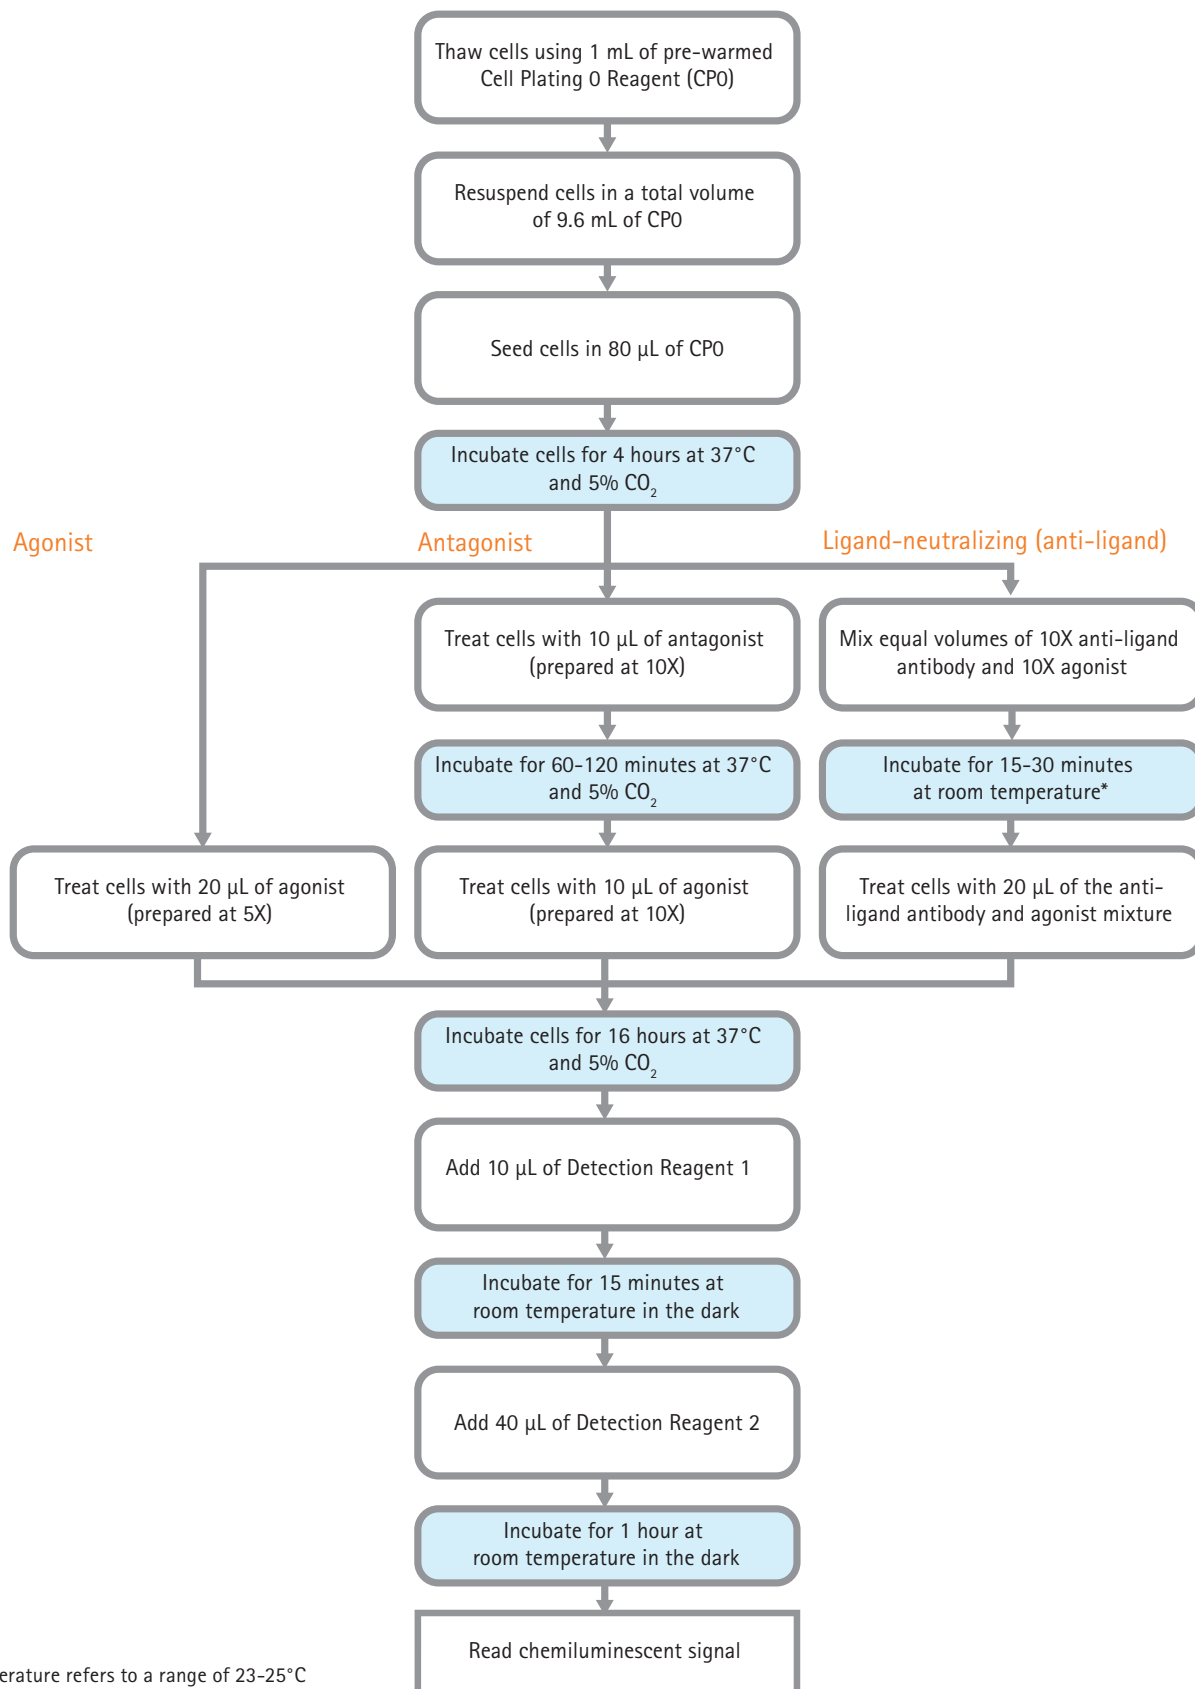 Thaw cells using 1 mL of pre-warmed
Cell Plating 0 Reagent (CP0)
Resuspend cells in a total volume
of 9.6 mL of CP0
Seed cells in 80 µL of CP0
Incubate cells for 4 hours at 37°C
and 5% CO₂
Agonist
Antagonist
Ligand-neutralizing (anti-ligand)
Treat cells with 10 µL of antagonist
(prepared at 10X)
Mix equal volumes of 10X anti-ligand
antibody and 10X agonist
Incubate for 60-120 minutes at 37°C
and 5% CO₂
Incubate for 15-30 minutes
at room temperature*
Treat cells with 20 µL of agonist
(prepared at 5X)
Treat cells with 10 µL of agonist
(prepared at 10X)
Treat cells with 20 µL of the anti-
ligand antibody and agonist mixture
Incubate cells for 16 hours at 37°C
and 5% CO₂
Add 10 µL of Detection Reagent 1
Incubate for 15 minutes at
room temperature in the dark
Add 40 µL of Detection Reagent 2
Incubate for 1 hour at
room temperature in the dark
Read chemiluminescent signal
erature refers to a range of 23-25°C